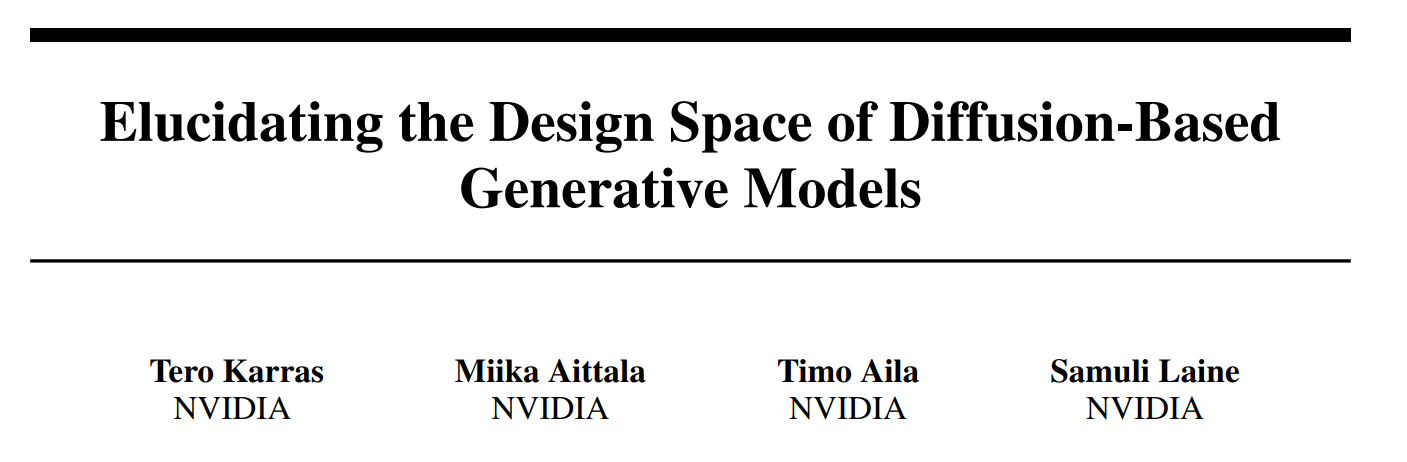 Elucidating the Design Space of Diffusion-Based
Generative Models
Tero Karras Miika Aittala Timo Aila Samuli Laine
NVIDIA NVIDIA NVIDIA NVIDIA